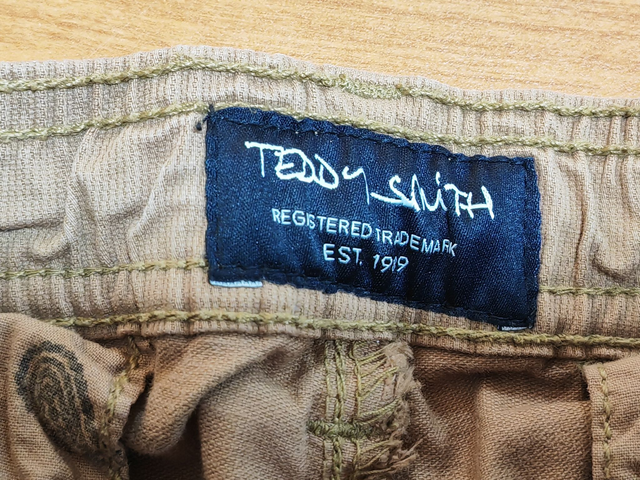 TEDDY SMITH
REGISTERED TRADEMARK
EST. 1919